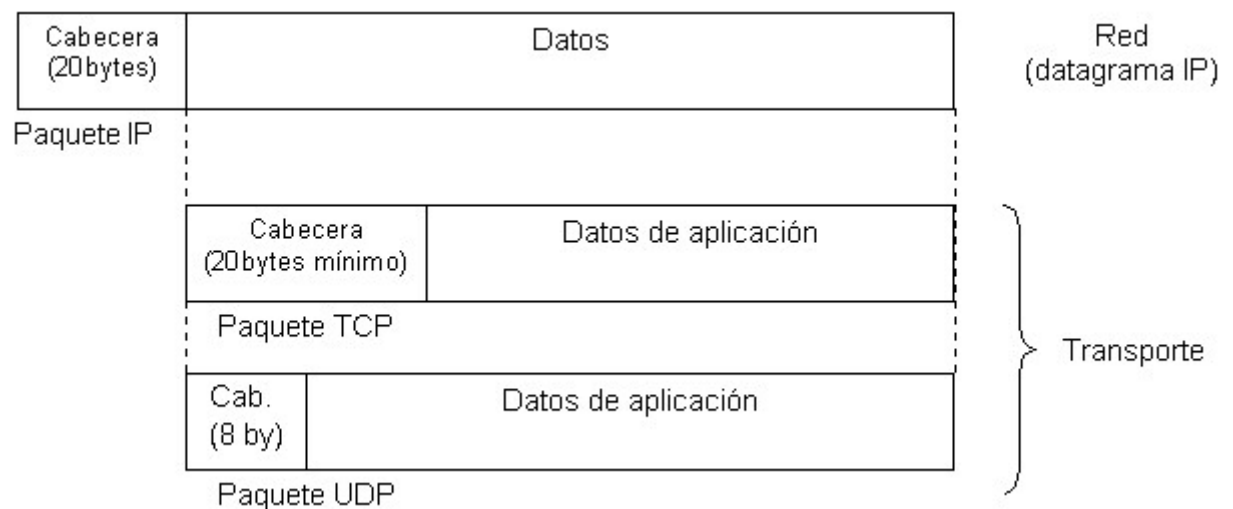 Cabecera
(20bytes)
Datos
Red
(datagrama IP)
Paquete IP
Cabecera
(20bytes mínimo)
Datos de aplicación
Paquete TCP
Transporte
Cab.
(8 by)
Datos de aplicación
Paquete UDP